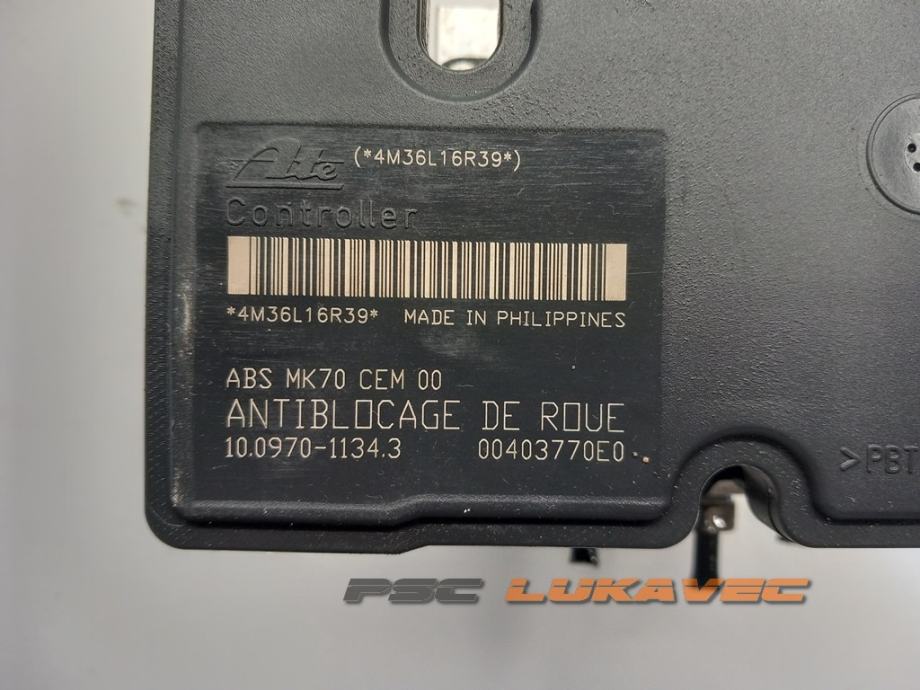 Ate (*4M36L16R39*)
Controller
*4M36L16R39* MADE IN PHILIPPINES
ABS MK70 CEM 00
ANTIBLOCAGE DE ROUE
10.0970-1134.3 00403770E0
>PBT
PSC LUKAVEC